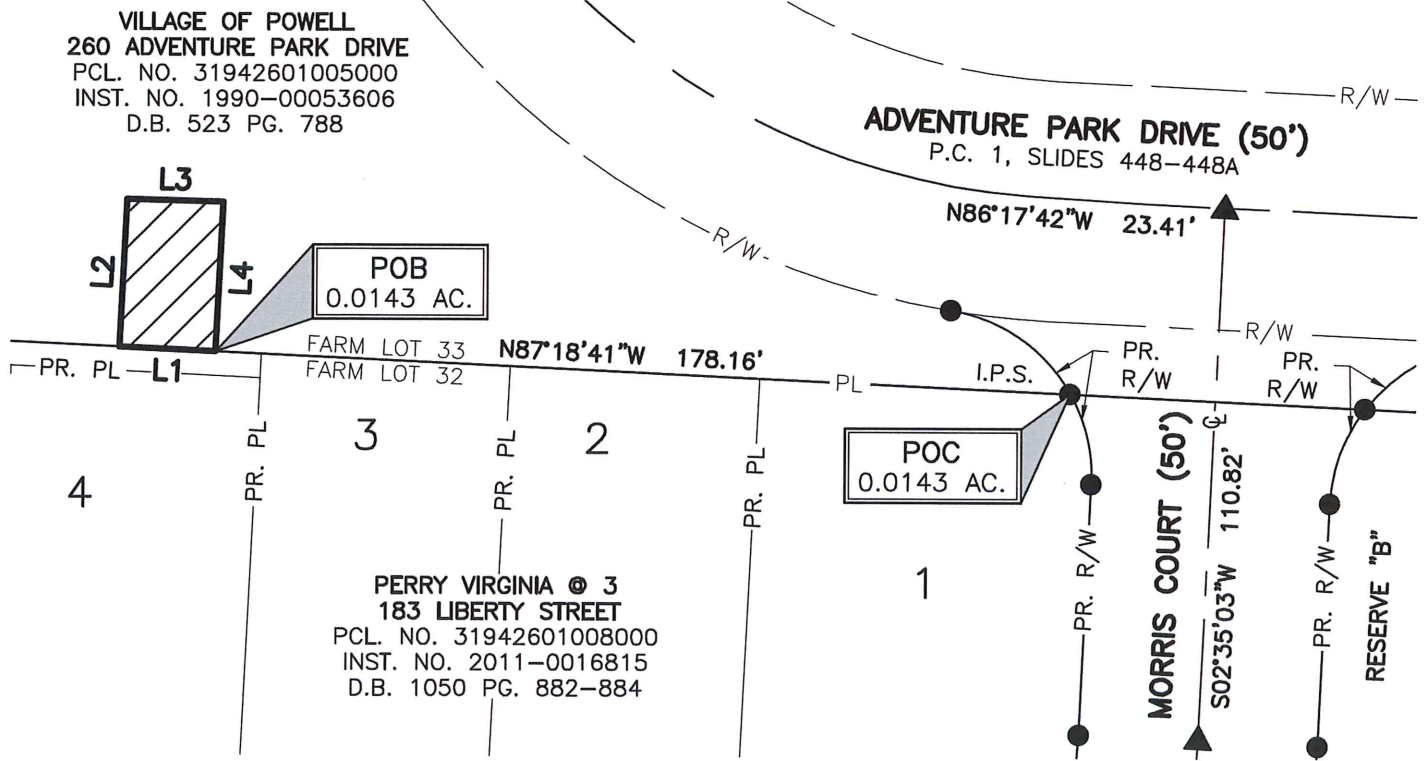 VILLAGE OF POWELL
260 ADVENTURE PARK DRIVE
PCL. NO. 31942601005000
INST. NO. 1990-00053606
D.B. 523 PG. 788
R/W
ADVENTURE PARK DRIVE (50')
P.C. 1, SLIDES 448-448A
N86°17'42"W 23.41'
R/W
R/W
L3
L2
L4
L1
POB
0.0143 AC.
FARM LOT 33
FARM LOT 32
N87°18'41"W 178.16'
PR. PL
PL
I.P.S.
PR.
R/W
PR.
R/W
POC
0.0143 AC.
4
3
2
1
PR. PL
PR. PL
PR. PL
PERRY VIRGINIA @ 3
183 LIBERTY STREET
PCL. NO. 31942601008000
INST. NO. 2011-0016815
D.B. 1050 PG. 882-884
PR. R/W
MORRIS COURT (50')
℄
S02°35'03"W 110.82'
PR. R/W
RESERVE "B"